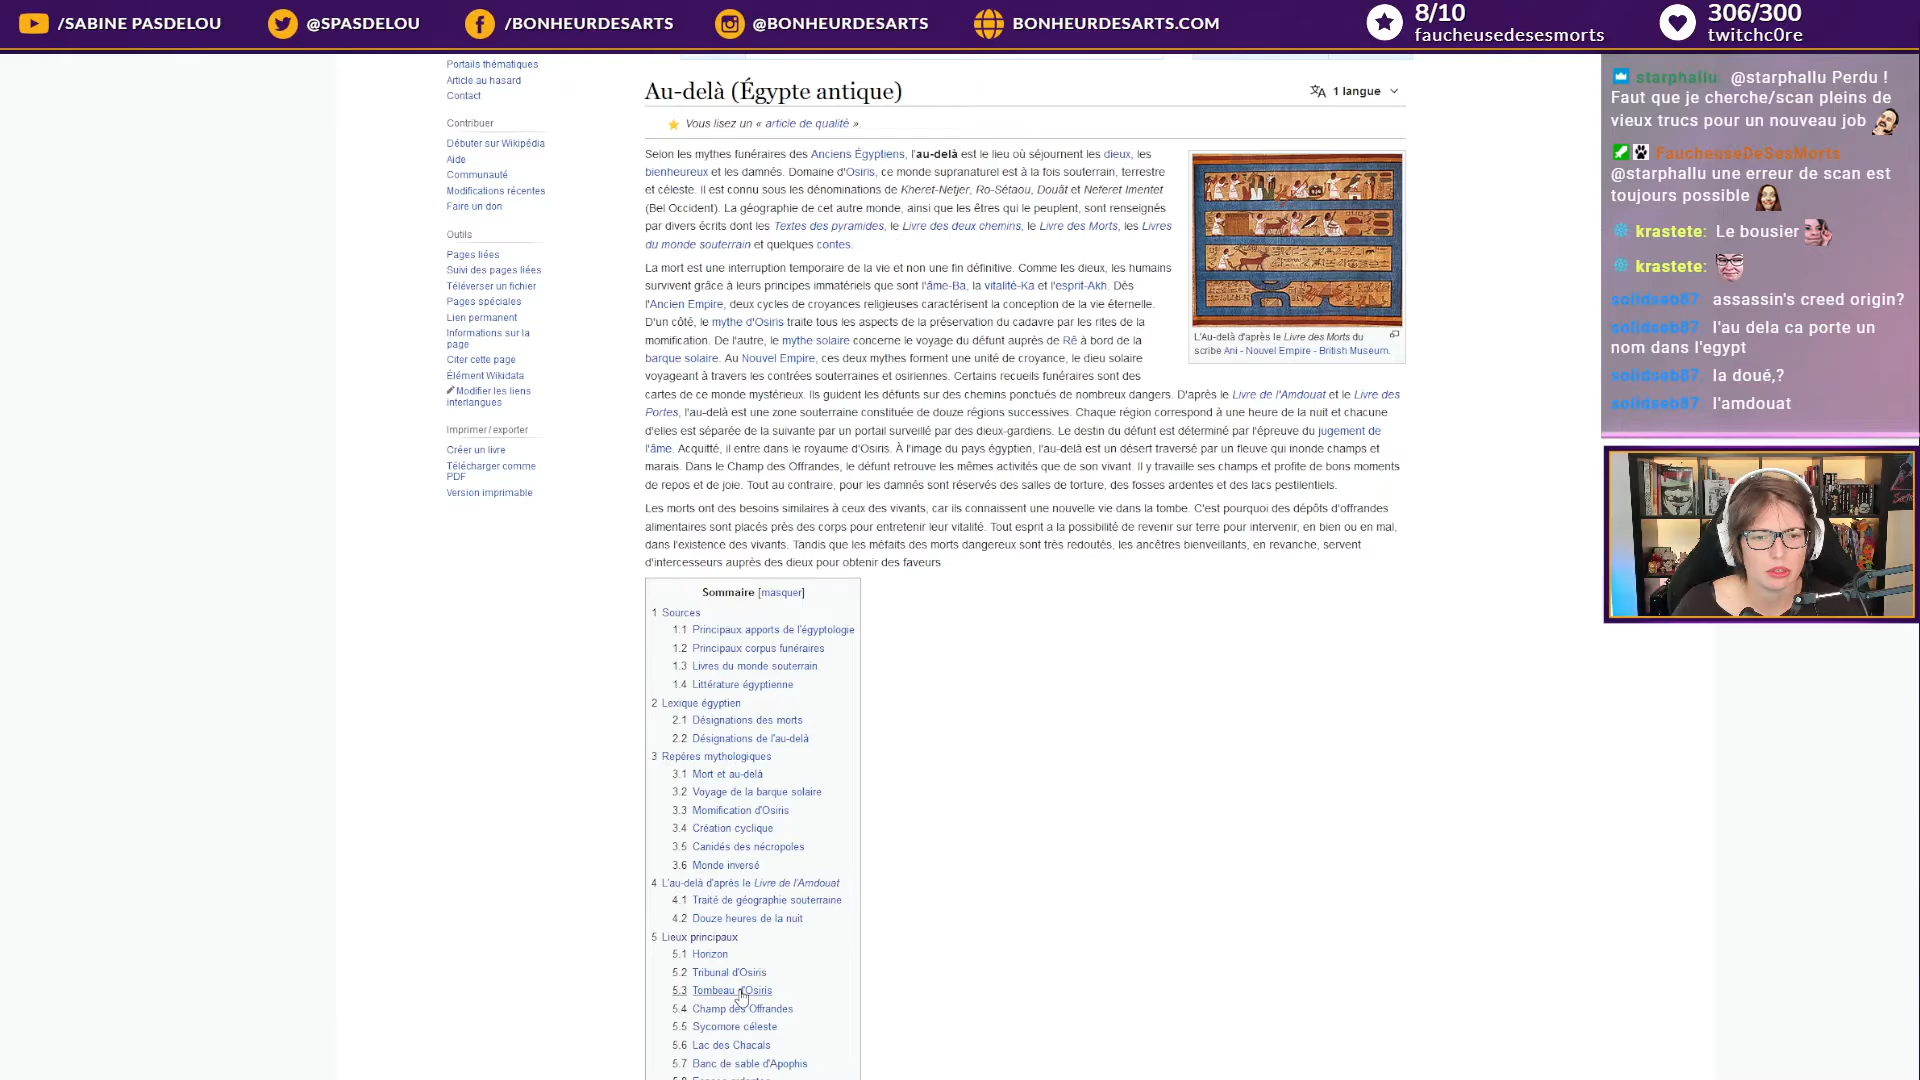 /SABINE PASDELOU
@SPASDELOU
/BONHEURDESARTS
@BONHEURDESARTS
BONHEURDESARTS.COM
8/10
faucheusedesesmorts
306/300
twitchc0re
Portails thématiques
Article au hasard
Contact
Contribuer
Débuter sur Wikipédia
Aide
Communauté
Modifications récentes
Faire un don
Outils
Pages liées
Suivi des pages liées
Téléverser un fichier
Pages spéciales
Lien permanent
Informations sur la
page
Citer cette page
Élément Wikidata
Modifier les liens
interlangues
Imprimer / exporter
Créer un livre
Télécharger comme
PDF
Version imprimable
Au-delà (Égypte antique)
1 langue
Vous lisez un « article de qualité ».
Selon les mythes funéraires des Anciens Égyptiens, l'au-delà est le lieu où séjournent les dieux, les
bienheureux et les damnés. Domaine d'Osiris, ce monde supranaturel est à la fois souterrain, terrestre
et céleste. Il est connu sous les dénominations de Kheret-Netjer, Ro-Sétaou, Douât et Neferet Imentet
(Bel Occident). La géographie de cet autre monde, ainsi que les êtres qui le peuplent, sont renseignés
par divers écrits dont les Textes des pyramides, le Livre des deux chemins, le Livre des Morts, les Livres
du monde souterrain et quelques contes.
La mort est une interruption temporaire de la vie et non une fin définitive. Comme les dieux, les humains
survivent grâce à leurs principes immatériels que sont l'âme-Ba, la vitalité-Ka et l'esprit-Akh. Dès
l'Ancien Empire, deux cycles de croyances religieuses caractérisent la conception de la vie éternelle.
D'un côté, le mythe d'Osiris traite tous les aspects de la préservation du cadavre par les rites de la
momification. De l'autre, le mythe solaire concerne le voyage du défunt auprès de Rê à bord de la
barque solaire. Au Nouvel Empire, ces deux mythes forment une unité de croyance, le dieu solaire
voyageant à travers les contrées souterraines et osiriennes. Certains recueils funéraires sont des
cartes de ce monde mystérieux. Ils guident les défunts sur des chemins ponctués de nombreux dangers. D'après le Livre de l'Amdouat et le Livre des
Portes, l'au-delà est une zone souterraine constituée de douze régions successives. Chaque région correspond à une heure de la nuit et chacune
d'elles est séparée de la suivante par un portail surveillé par des dieux-gardiens. Le destin du défunt est déterminé par l'épreuve du jugement de
l'âme. Acquitté, il entre dans le royaume d'Osiris. À l'image du pays égyptien, l'au-delà est un désert traversé par un fleuve qui inonde champs et
marais. Dans le Champ des Offrandes, le défunt retrouve les mêmes activités que de son vivant. Il y travaille ses champs et profite de bons moments
de repos et de joie. Tout au contraire, pour les damnés sont réservés des salles de torture, des fosses ardentes et des lacs pestilentiels.
Les morts ont des besoins similaires à ceux des vivants, car ils connaissent une nouvelle vie dans la tombe. C'est pourquoi des dépôts d'offrandes
alimentaires sont placés près des corps pour entretenir leur vitalité. Tout esprit a la possibilité de revenir sur terre pour intervenir, en bien ou en mal,
dans l'existence des vivants. Tandis que les méfaits des morts dangereux sont très redoutés, les ancêtres bienveillants, en revanche, servent
d'intercesseurs auprès des dieux pour obtenir des faveurs.
L'Au-delà d'après le Livre des Morts du
scribe Ani - Nouvel Empire - British Museum.
Sommaire [masquer]
1 Sources
1.1 Principaux apports de l'égyptologie
1.2 Principaux corpus funéraires
1.3 Livres du monde souterrain
1.4 Littérature égyptienne
2 Lexique égyptien
2.1 Désignations des morts
2.2 Désignations de l'au-delà
3 Repères mythologiques
3.1 Mort et au-delà
3.2 Voyage de la barque solaire
3.3 Momification d'Osiris
3.4 Création cyclique
3.5 Canidés des nécropoles
3.6 Monde inversé
4 L'au-delà d'après le Livre de l'Amdouat
4.1 Traité de géographie souterraine
4.2 Douze heures de la nuit
5 Lieux principaux
5.1 Horizon
5.2 Tribunal d'Osiris
5.3 Tombeau d'Osiris
5.4 Champ des Offrandes
5.5 Sycomore céleste
5.6 Lac des Chacals
5.7 Banc de sable d'Apophis
starphallu @starphallu Perdu !
Faut que je cherche/scan pleins de
vieux trucs pour un nouveau job
FaucheuseDeSesMorts
@starphallu une erreur de scan est
toujours possible
krastete: Le bousier
krastete:
solidseb87: assassin's creed origin?
solidseb87: l'au dela ca porte un
nom dans l'egypt
solidseb87: la doué,?
solidseb87: l'amdouat